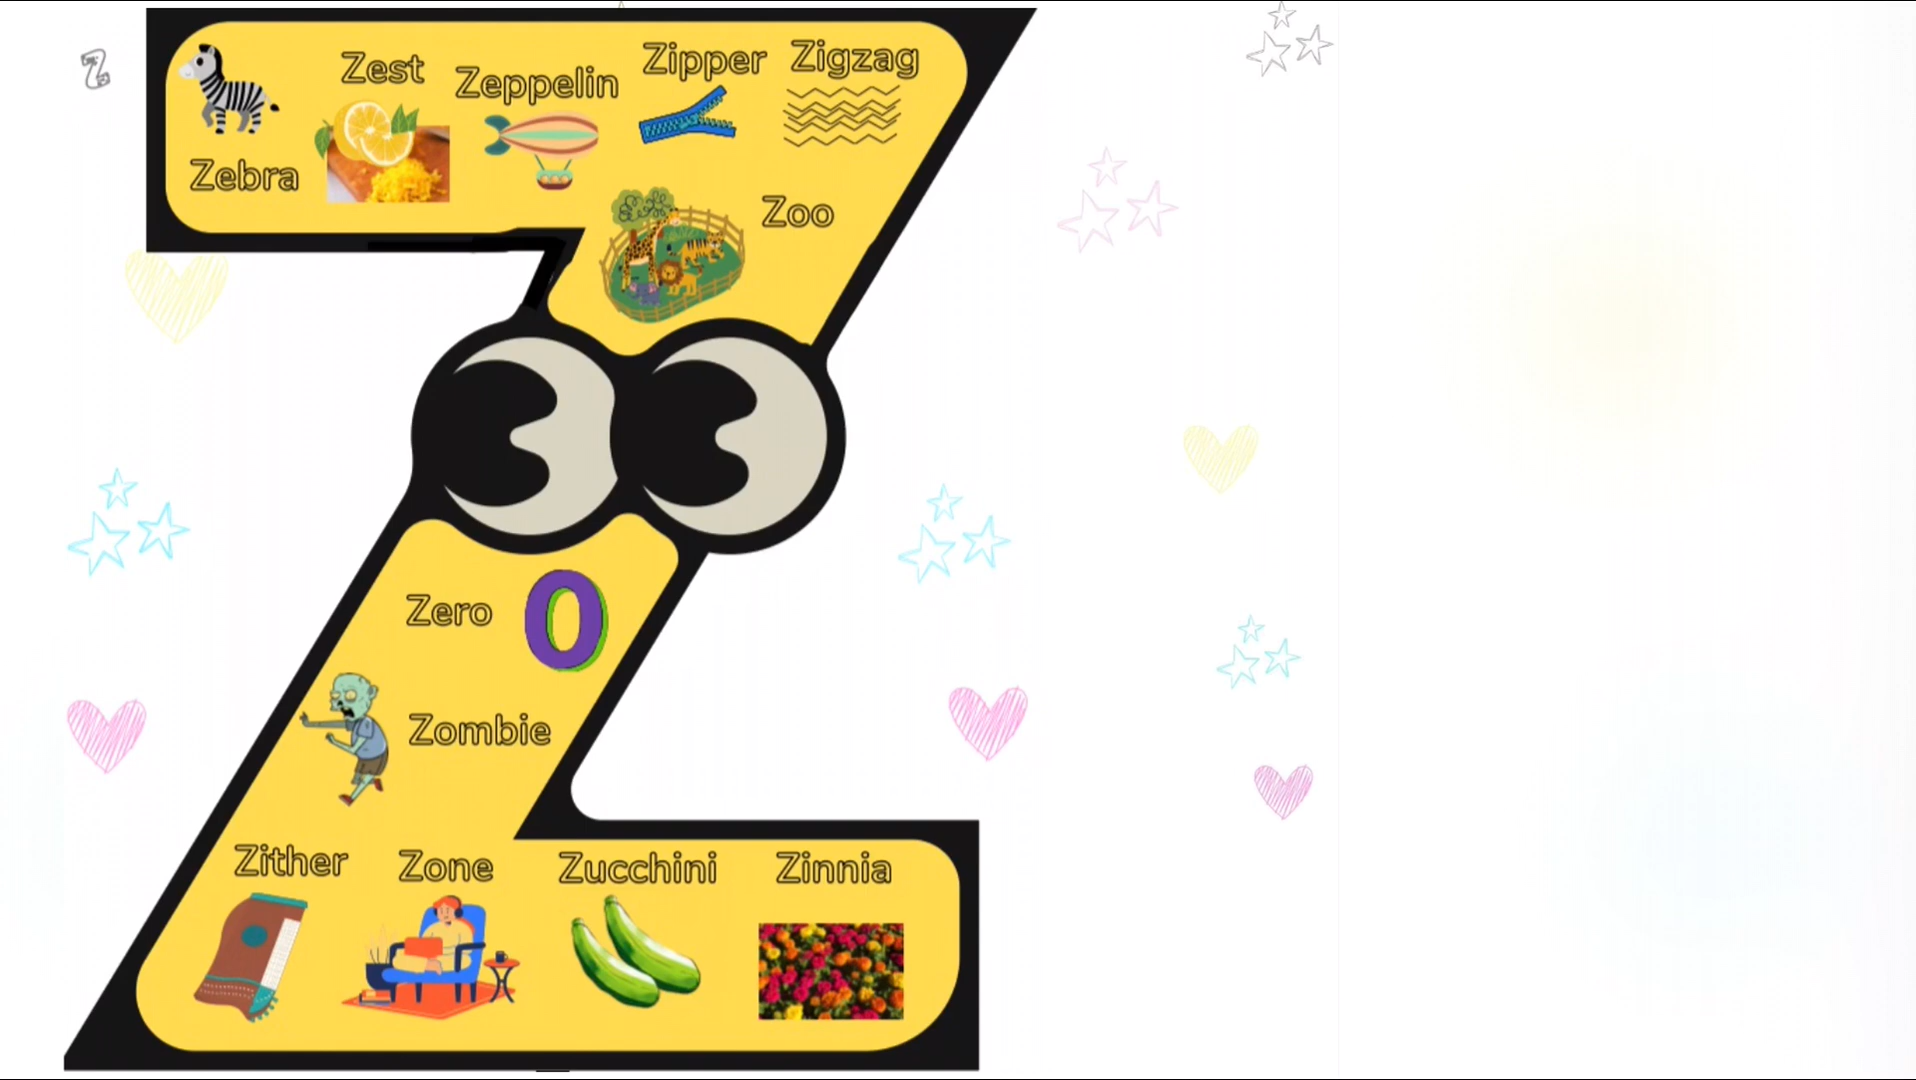 Z
Zest
Zeppelin
Zipper
Zigzag
Zebra
Zoo
Zero
0
Zombie
Zither
Zone
Zucchini
Zinnia